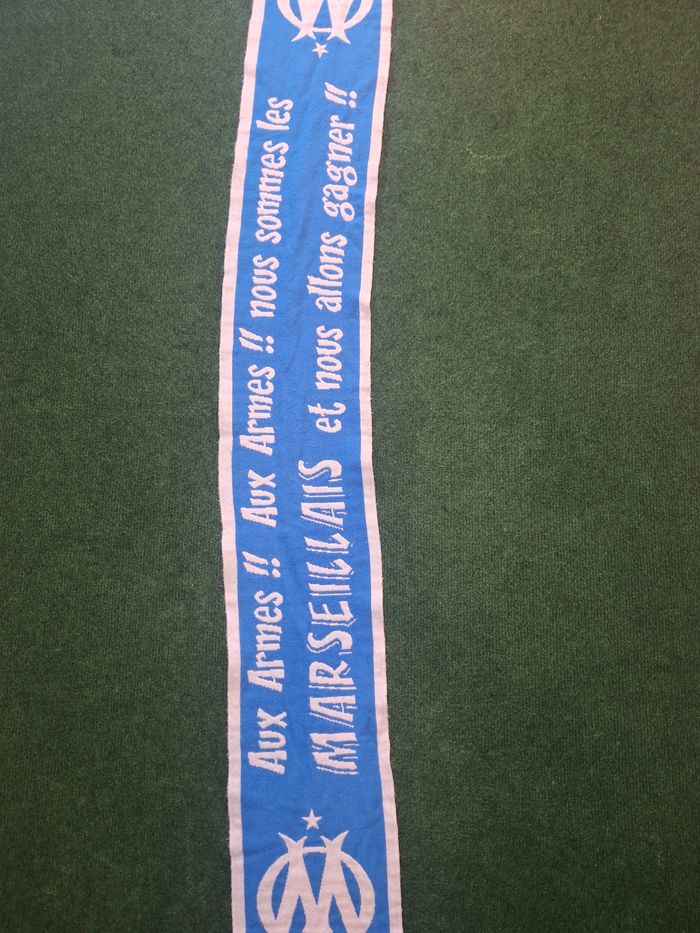 Aux Armes !! Aux Armes !! nous sommes les
MARSEILLAIS et nous allons gagner !!